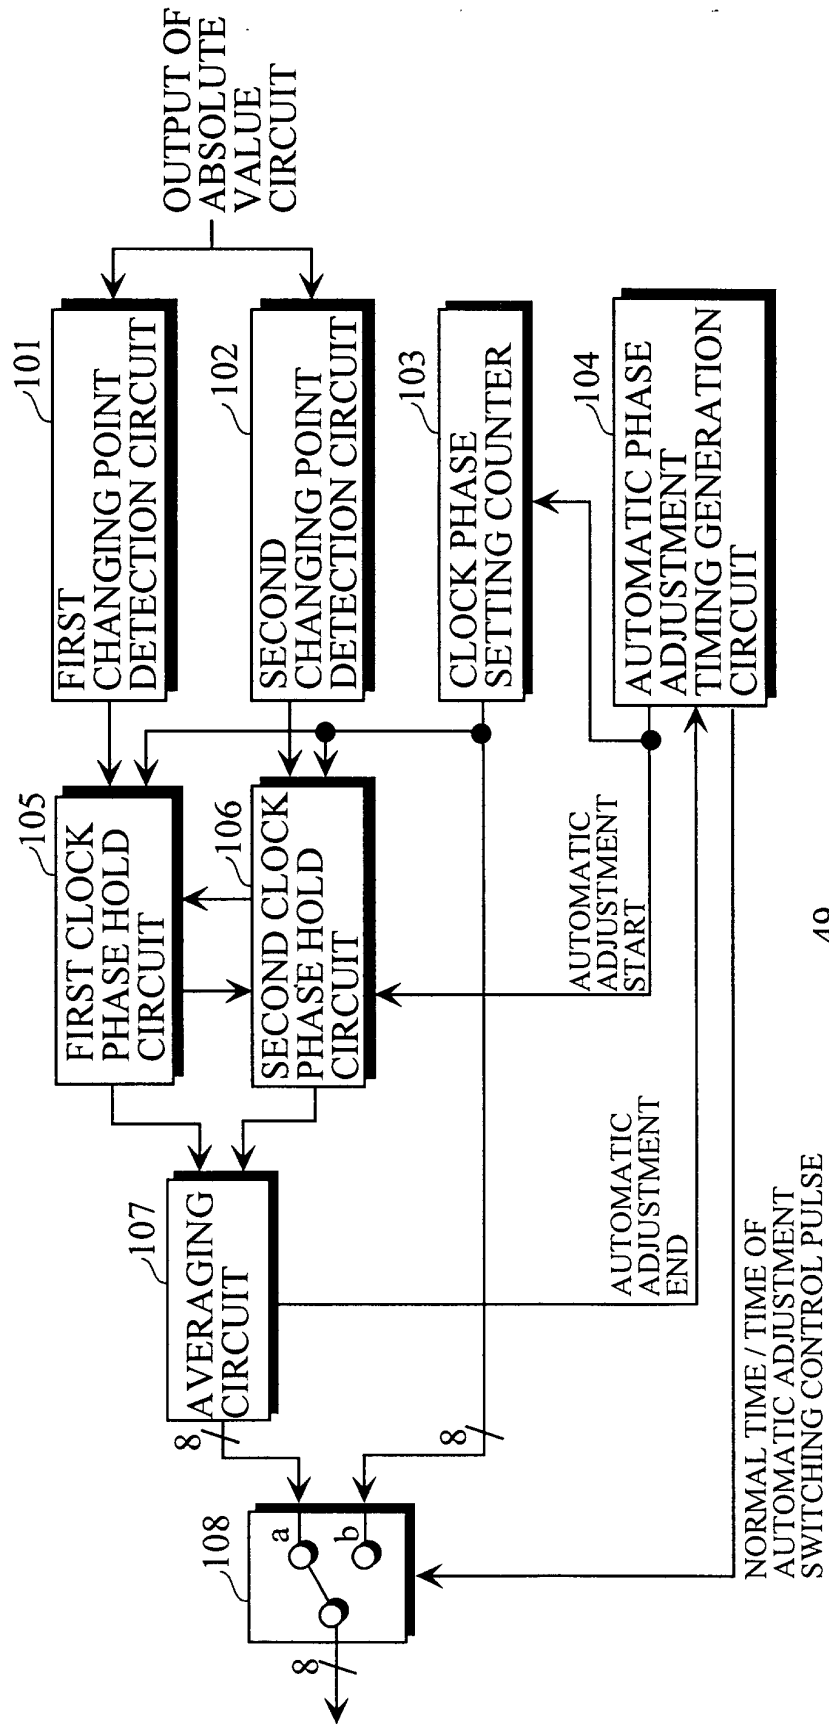 OUTPUT OF
ABSOLUTE
VALUE
CIRCUIT
101
FIRST
CHANGING POINT
DETECTION CIRCUIT
102
SECOND
CHANGING POINT
DETECTION CIRCUIT
103
CLOCK PHASE
SETTING COUNTER
104
AUTOMATIC PHASE
ADJUSTMENT
TIMING GENERATION
CIRCUIT
105
FIRST CLOCK
PHASE HOLD
CIRCUIT
106
SECOND CLOCK
PHASE HOLD
CIRCUIT
AUTOMATIC
ADJUSTMENT
START
107
AVERAGING
CIRCUIT
AUTOMATIC
ADJUSTMENT
END
8
8
108
a
b
8
NORMAL TIME / TIME OF
AUTOMATIC ADJUSTMENT
SWITCHING CONTROL PULSE
49